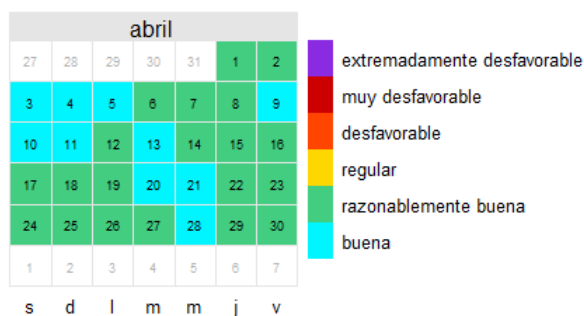 abril
27 28 29 30 31 1 2
3 4 5 6 7 8 9
10 11 12 13 14 15 16
17 18 19 20 21 22 23
24 25 26 27 28 29 30
1 2 3 4 5 6 7
s d l m m j v
extremadamente desfavorable
muy desfavorable
desfavorable
regular
razonablemente buena
buena